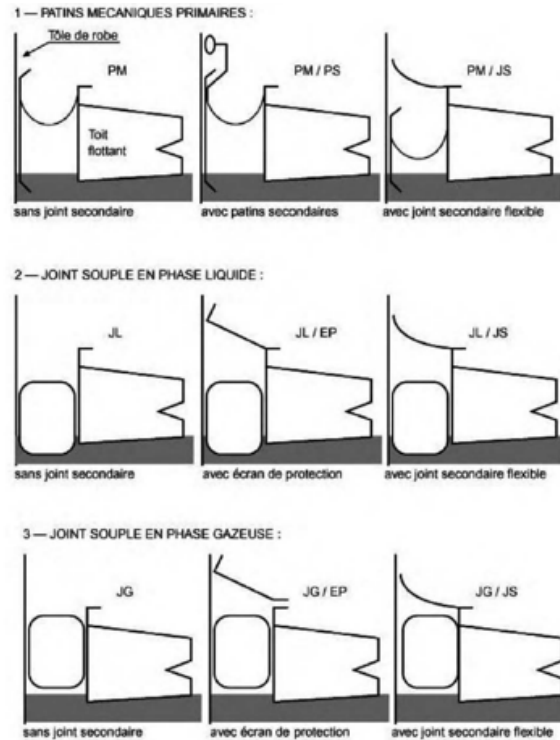 1 — PATINS MECANIQUES PRIMAIRES :
Tôle de robe
PM
PM / PS
PM / JS
Toit
flottant
sans joint secondaire
avec patins secondaires
avec joint secondaire flexible
2 — JOINT SOUPLE EN PHASE LIQUIDE :
JL
JL / EP
JL / JS
sans joint secondaire
avec écran de protection
avec joint secondaire flexible
3 — JOINT SOUPLE EN PHASE GAZEUSE :
JG
JG / EP
JG / JS
sans joint secondaire
avec écran de protection
avec joint secondaire flexible